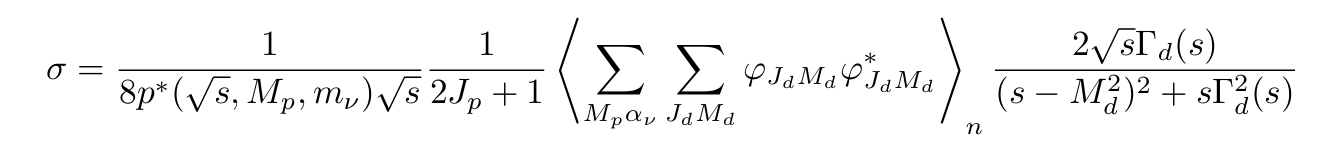 $$\sigma = \frac{1}{8p^*(\sqrt{s}, M_p, m_\nu)\sqrt{s}} \frac{1}{2J_p + 1} \left\langle \sum_{M_p \alpha_\nu} \sum_{J_d M_d} \varphi_{J_d M_d} \varphi^*_{J_d M_d} \right\rangle_n \frac{2\sqrt{s}\Gamma_d(s)}{(s - M_d^2)^2 + s\Gamma_d^2(s)}$$